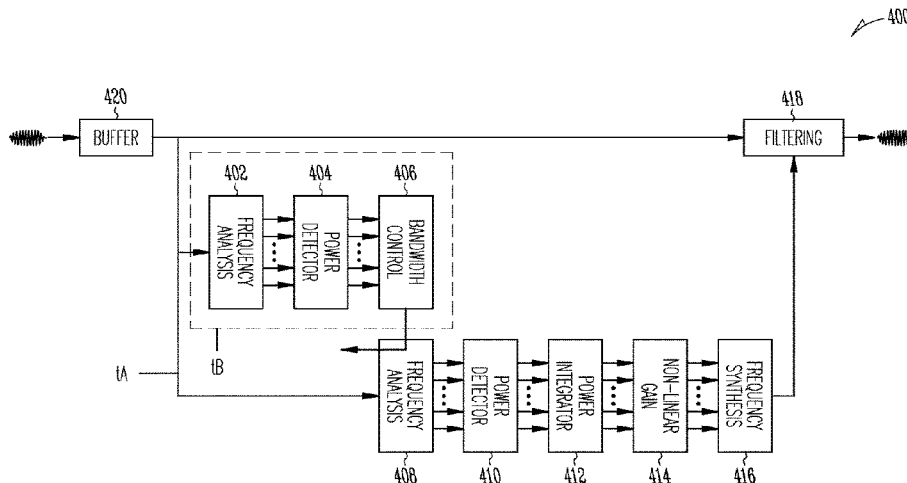 400
420
418
BUFFER
FILTERING
402
404
406
FREQUENCY
ANALYSIS
POWER
DETECTOR
BANDWIDTH
CONTROL
tB
tA
FREQUENCY
ANALYSIS
POWER
DETECTOR
POWER
INTEGRATOR
NON-LINEAR
GAIN
FREQUENCY
SYNTHESIS
408
410
412
414
416